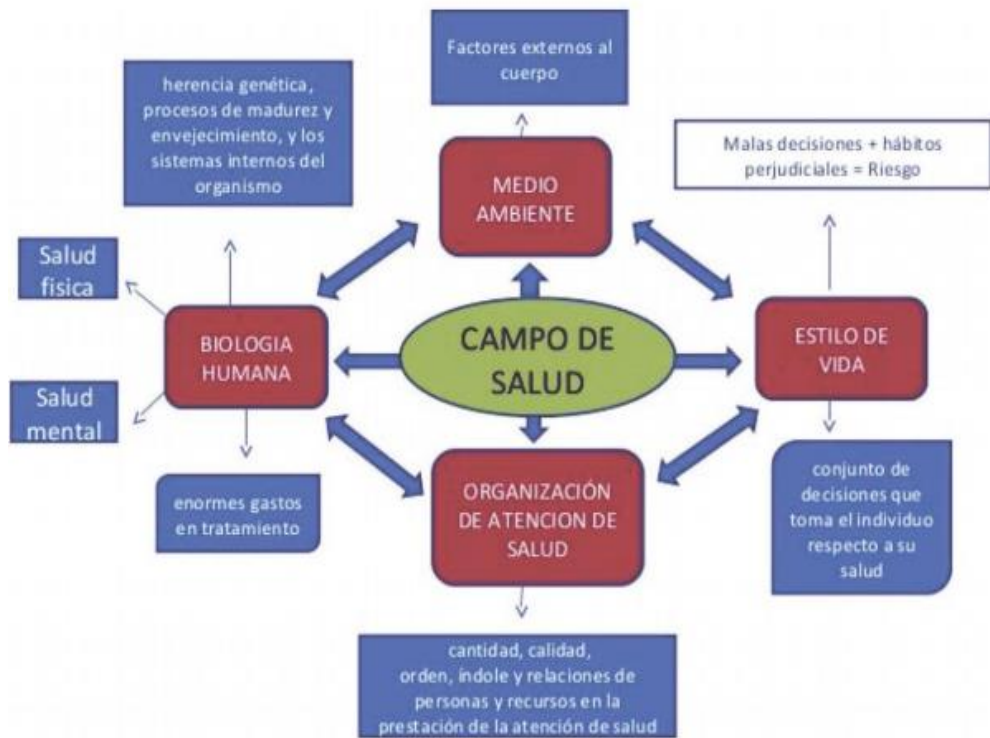 Factores externos al
cuerpo
herencia genética,
procesos de madurez y
envejecimiento, y los
sistemas internos del
organismo
MEDIO
AMBIENTE
Malas decisiones + hábitos
perjudiciales = Riesgo
Salud
física
BIOLOGIA
HUMANA
CAMPO DE
SALUD
ESTILO DE
VIDA
Salud
mental
enormes gastos
en tratamiento
ORGANIZACIÓN
DE ATENCION DE
SALUD
conjunto de
decisiones que
toma el individuo
respecto a su
salud
cantidad, calidad,
orden, índole y relaciones de
personas y recursos en la
prestación de la atención de salud